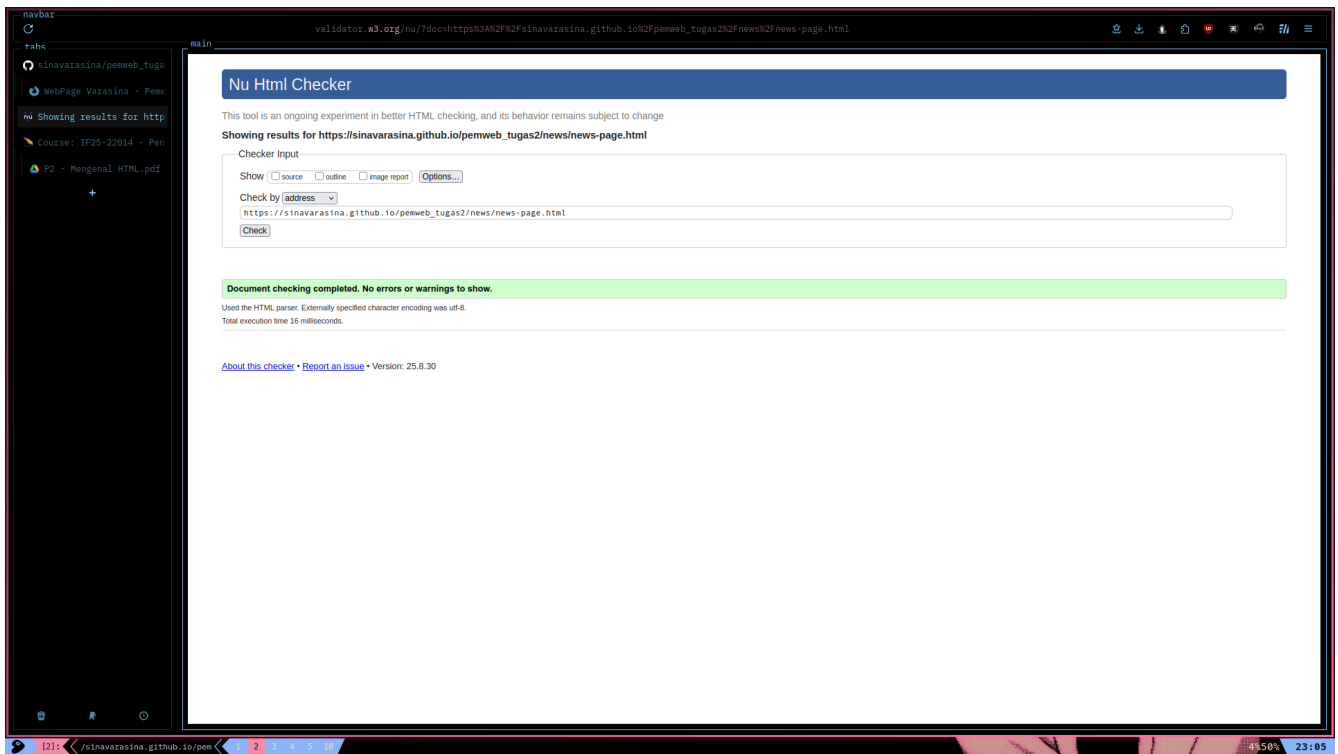 navbar
validator.w3.org/nu/?doc=https%3A%2F%2Fsinavarasina.github.io%2Fpemweb_tugas2%2Fnews%2Fnews-page.html
tabs
main
sinavarasina/pemweb_tuga
WebPage Varasina - Pemw
Showing results for http
Course: IF25-22014 - Pen
P2 - Mengenal HTML.pdf
+
Nu Html Checker
This tool is an ongoing experiment in better HTML checking, and its behavior remains subject to change
Showing results for https://sinavarasina.github.io/pemweb_tugas2/news/news-page.html
Checker Input
Show source outline image report Options...
Check by address
https://sinavarasina.github.io/pemweb_tugas2/news/news-page.html
Check
Document checking completed. No errors or warnings to show.
Used the HTML parser. Externally specified character encoding was utf-8.
Total execution time 16 milliseconds.
About this checker • Report an issue • Version: 25.8.30
[2]: /sinavarasina.github.io/pem 1 2 3 4 5 10 4%50% 23:05